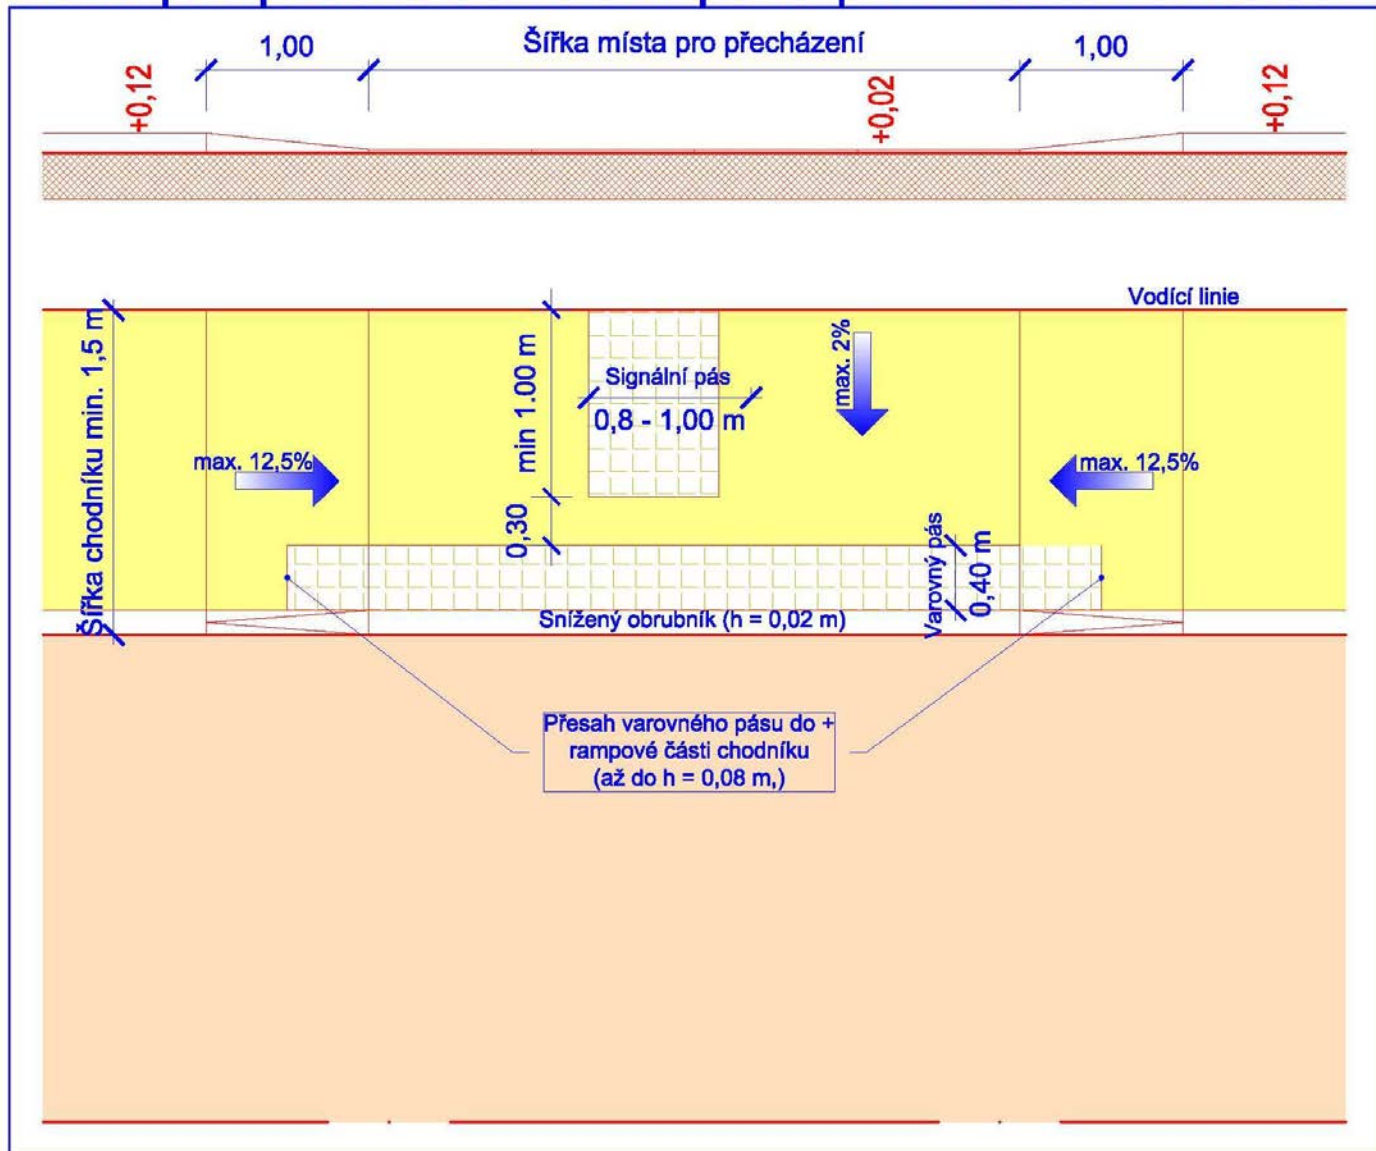 1,00
Šířka místa pro přecházení
1,00
+0,12
+0,02
+0,12
Vodící linie
Šířka chodníku min. 1,5 m
min 1.00 m
Signální pás
0,8 - 1,00 m
max. 2%
max. 12,5%
max. 12,5%
0,30
Varovný pás
0,40 m
Snížený obrubník (h = 0,02 m)
Přesah varovného pásu do +
rampové části chodníku
(až do h = 0,08 m,)